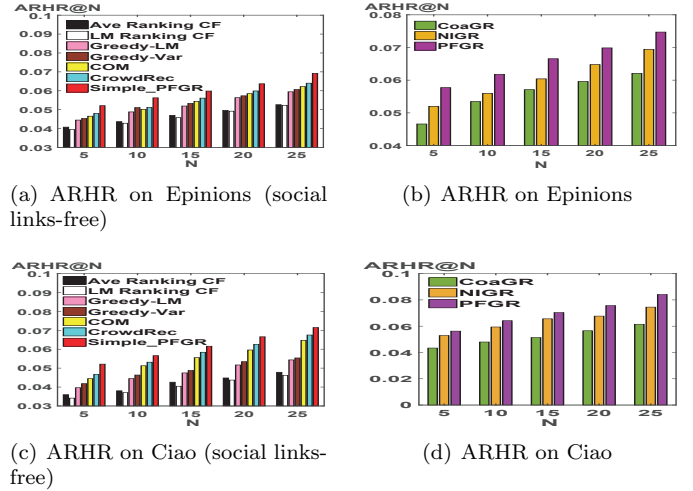 ARHR@N
0.1
0.09
0.08
0.07
0.06
0.05
0.04
0.03
Ave Ranking CF
LM Ranking CF
Greedy-LM
Greedy-Var
COM
CrowdRec
Simple_PFGR
5 10 15 20 25
N
(a) ARHR on Epinions (social
links-free)
ARHR@N
0.08
0.07
0.06
0.05
0.04
CoaGR
NIGR
PFGR
5 10 15 20 25
N
(b) ARHR on Epinions
ARHR@N
0.1
0.09
0.08
0.07
0.06
0.05
0.04
0.03
Ave Ranking CF
LM Ranking CF
Greedy-LM
Greedy-Var
COM
CrowdRec
Simple_PFGR
5 10 15 20 25
N
(c) ARHR on Ciao (social links-
free)
ARHR@N
0.1
0.08
0.06
0.04
0.02
0
CoaGR
NIGR
PFGR
5 10 15 20 25
N
(d) ARHR on Ciao